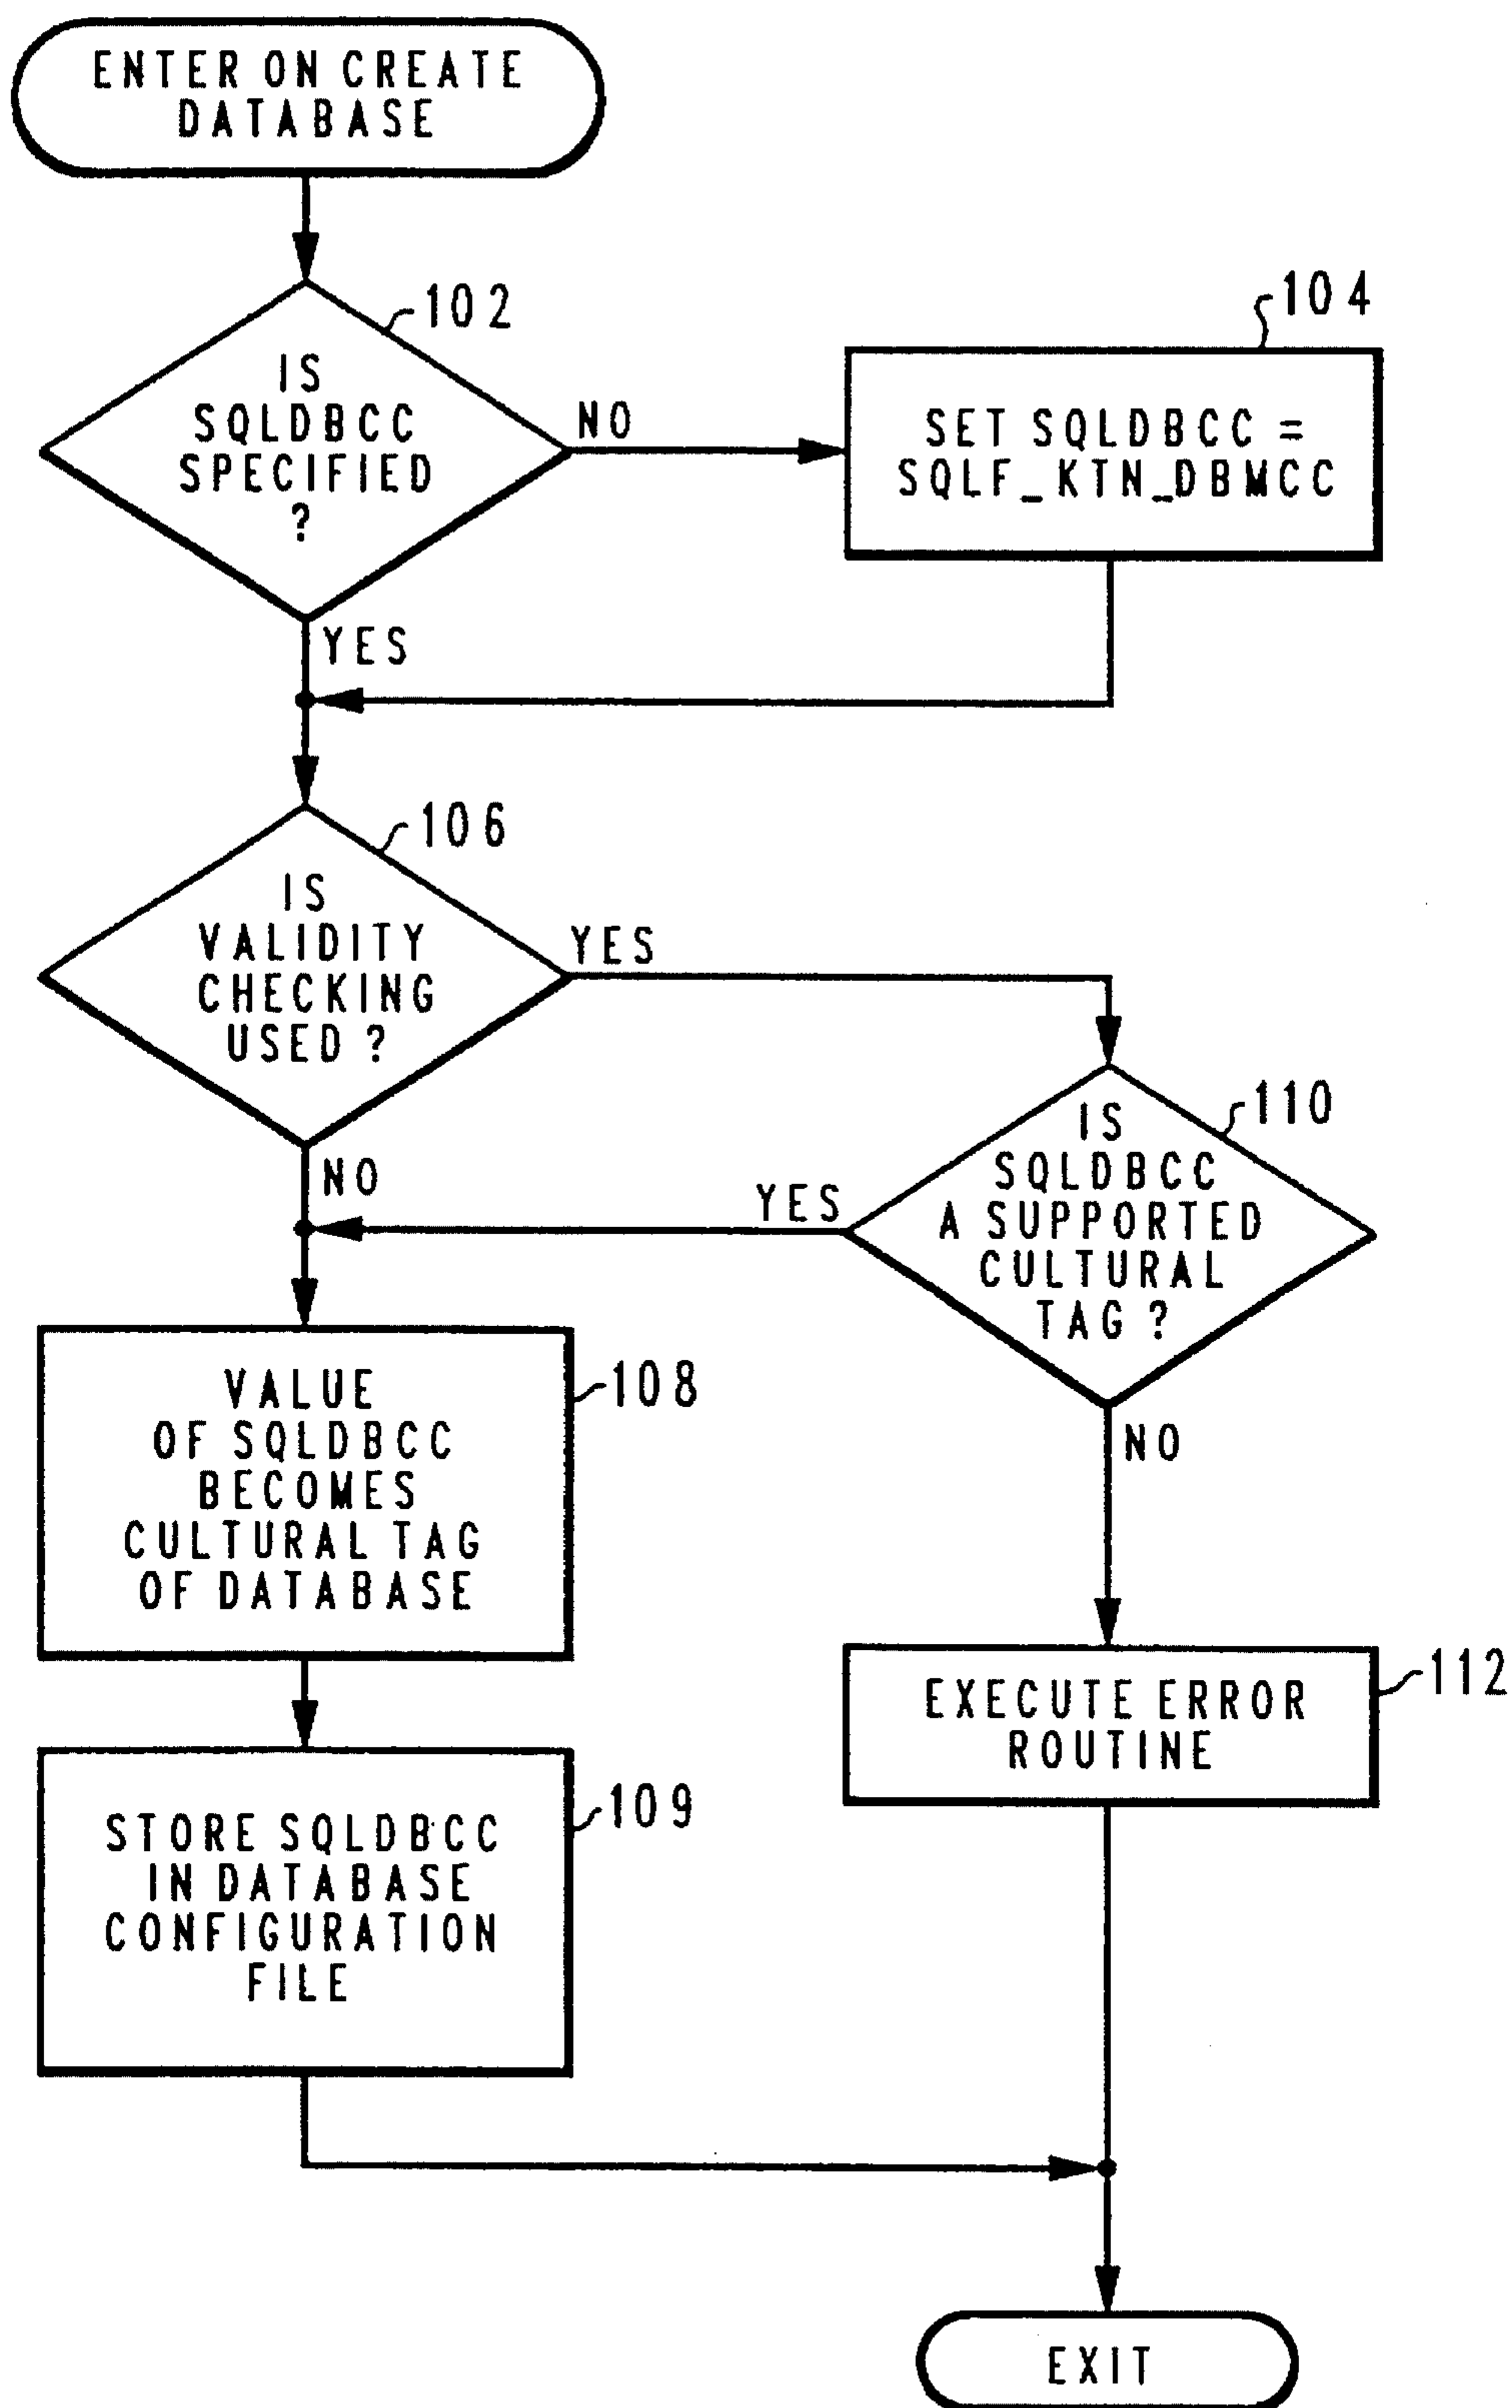 ENTER ON CREATE
DATABASE
102
IS
SQLDBCC
SPECIFIED
?
NO
104
SET SQLDBCC =
SQLF_KTN_DBMCC
YES
106
IS
VALIDITY
CHECKING
USED ?
YES
110
IS
SQLDBCC
A SUPPORTED
CULTURAL
TAG ?
NO
YES
108
VALUE
OF SQLDBCC
BECOMES
CULTURAL TAG
OF DATABASE
NO
112
EXECUTE ERROR
ROUTINE
109
STORE SQLDBCC
IN DATABASE
CONFIGURATION
FILE
EXIT